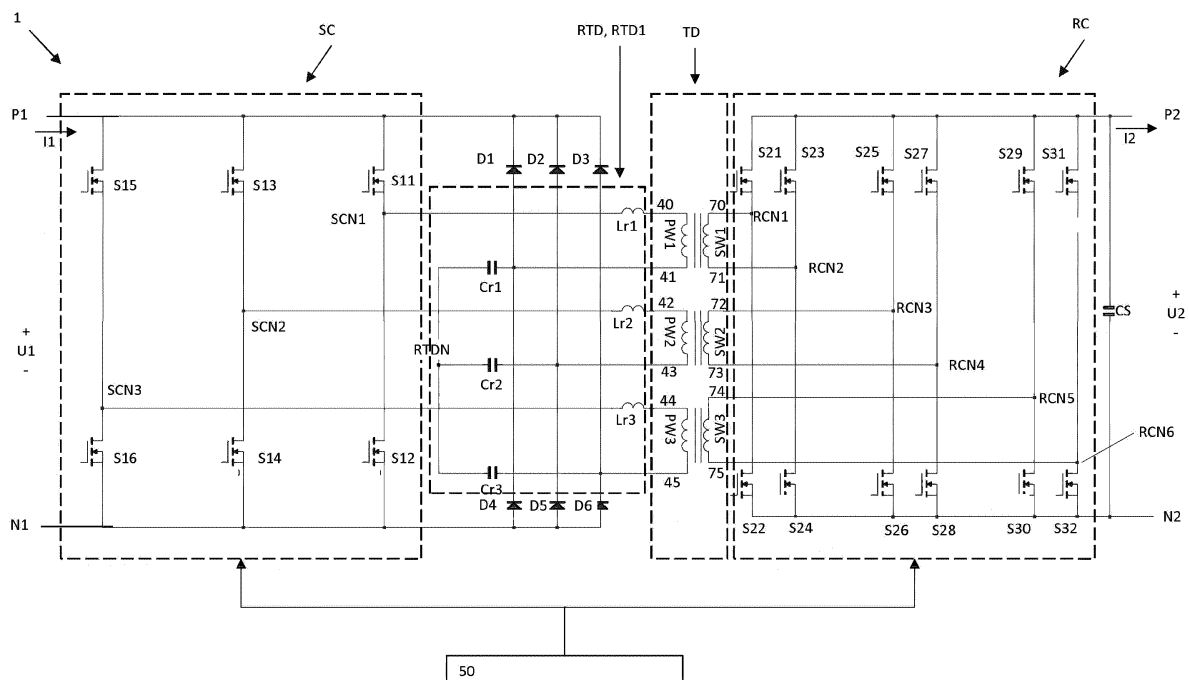 1
SC
RTD, RTD1
TD
RC
P1
P2
I1
I2
D1 D2 D3
S21 S23 S25 S27 S29 S31
S15 S13 S11
SCN1
Lr1
40 70
RCN1
PW1
SW1
41 71
RCN2
Cr1
SCN2
Lr2
42 72
RCN3
PW2
SW2
+
U1
-
+
U2
-
CS
RTDN
Cr2
43 73
RCN4
SCN3
Lr3
44 74
RCN5
PW3
SW3
RCN6
S16 S14 S12
Cr3
45 75
D4 D5 D6
N1
N2
S22 S24 S26 S28 S30 S32
50